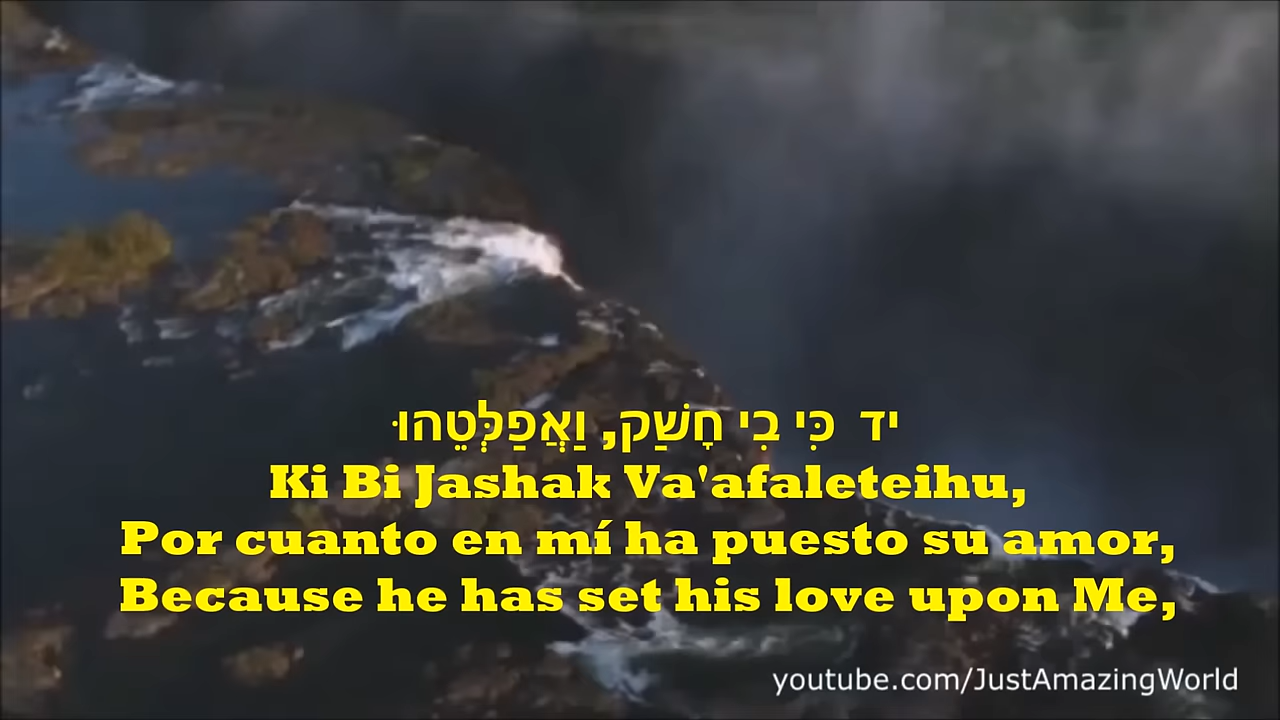 יד  כִּי בִי חָשַׁק, וַאֲפַלְּטֵהוּ
Ki Bi Jashak Va'afaleteihu,
Por cuanto en mí ha puesto su amor,
Because he has set his love upon Me,
youtube.com/JustAmazingWorld